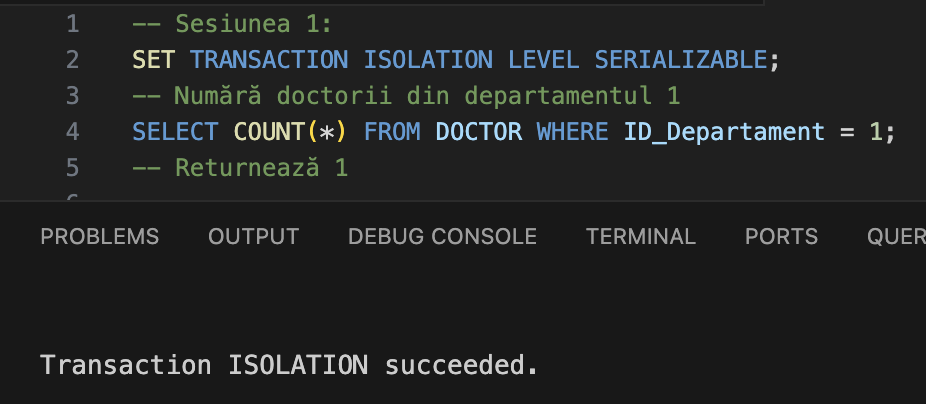 1 -- Sesiunea 1:
2 SET TRANSACTION ISOLATION LEVEL SERIALIZABLE;
3 -- Numără doctorii din departamentul 1
4 SELECT COUNT(*) FROM DOCTOR WHERE ID_Departament = 1;
5 -- Returnează 1
PROBLEMS OUTPUT DEBUG CONSOLE TERMINAL PORTS QUER
Transaction ISOLATION succeeded.